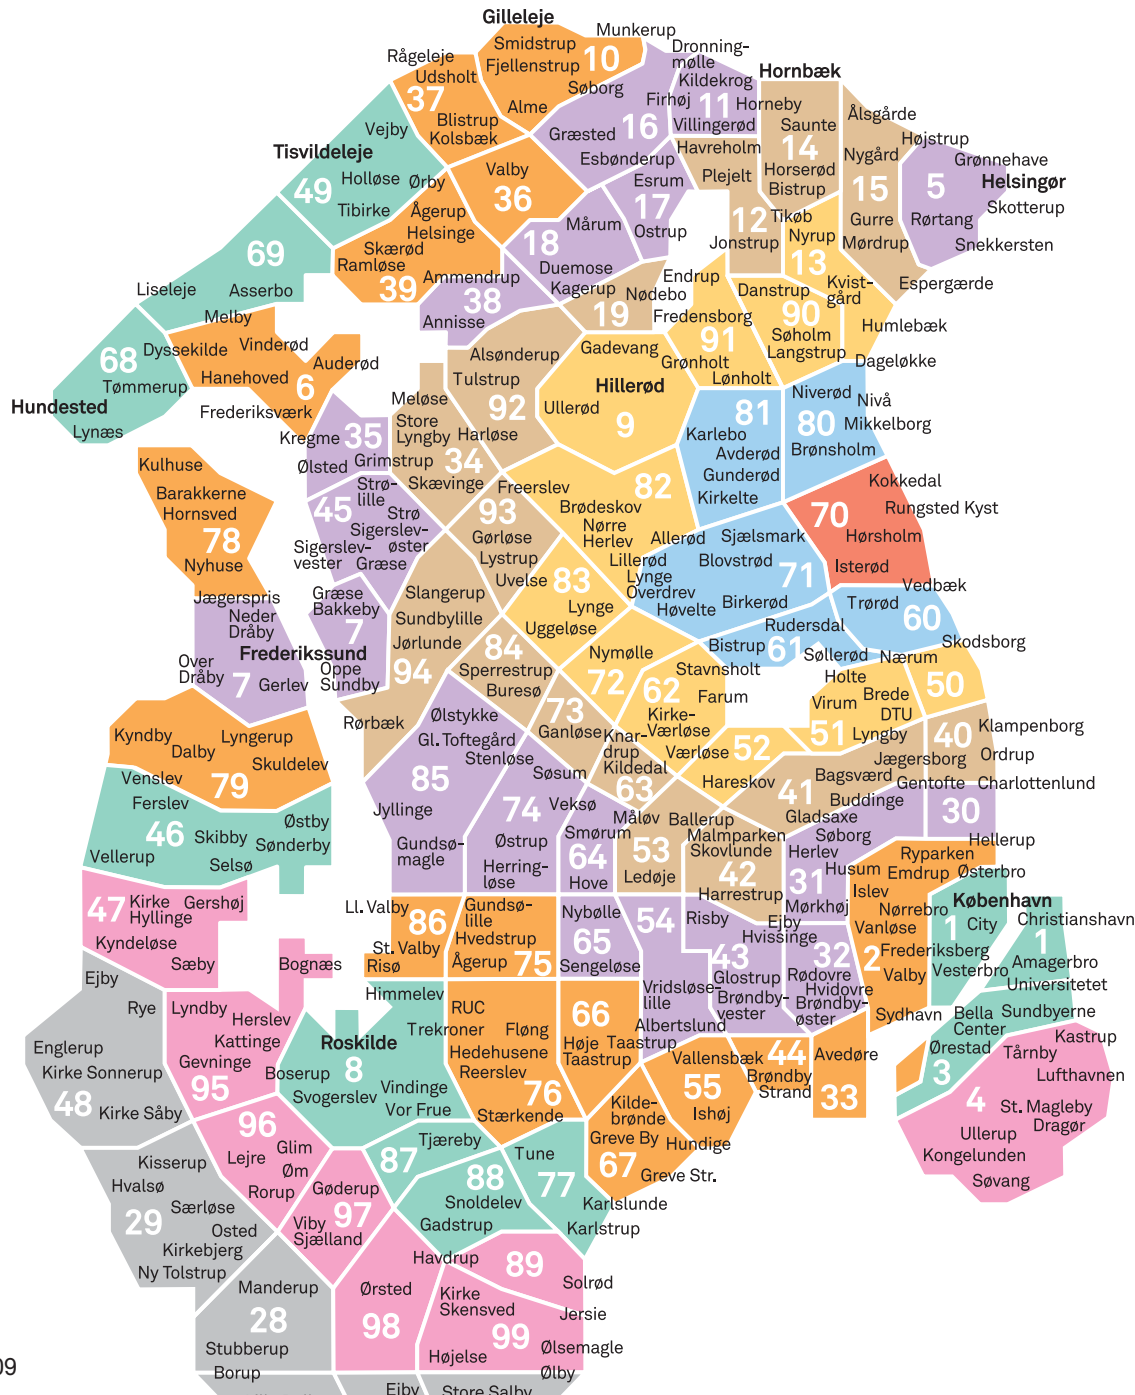 Gilleleje
Munkerup
Smidstrup
10
Fjellenstrup
Søborg
Alme
Rågeleje
Udsholt
37
Blistrup
Kolsbæk
Dronning-
mølle
Kildekrog
Firhøj
11
Villingerød
Hornbæk
Horneby
Saunte
14
Horserød
Bistrup
Ålsgårde
Højstrup
Nygård
15
Gurre
Mørdrup
Grønnehave
5
Helsingør
Skotterup
Rørtang
Snekkersten
Espergærde
Græsted
16
Esbønderup
Havreholm
Plejelt
12
Jonstrup
Tikøb
Nyrup
13
Kvist-
gård
Vejby
Tisvildeleje
49
Holløse
Ørby
Tibirke
Valby
36
Esrum
17
Ostrup
Mårum
18
Duemose
Kagerup
Ågerup
Helsinge
Skærød
Ramløse
39
Ammendrup
38
Annisse
69
Asserbo
Liseleje
Melby
Endrup
Nødebo
19
Fredensborg
91
Grønholt
Lønholt
Danstrup
90
Søholm
Langstrup
Humlebæk
Dageløkke
68
Dyssekilde
Tømmerup
Hundested
Lynæs
Vinderød
Auderød
Hanehoved
6
Frederiksværk
Alsønderup
Tulstrup
92
Harløse
Gadevang
Hillerød
Ullerød
9
Meløse
Store
Lyngby
34
Skævinge
Kregme
35
Ølsted
Grimstrup
81
Karlebo
Avderød
Gunderød
Kirkelte
Niverød
Nivå
80
Mikkelborg
Brønsholm
Kokkedal
70
Rungsted Kyst
Hørsholm
Isterød
Kulhuse
Barakkerne
Hornsved
78
Nyhuse
Jægerspris
Strø-
lille
45
Strø
Sigerslev-
øster
Sigerslev-
vester
Græse
Freerslev
93
Gørløse
Lystrup
Uvelse
82
Brødeskov
Nørre
Herlev
Allerød
Lillerød
Lynge
Overdrev
Høvelte
Sjælsmark
Blovstrød
71
Birkerød
83
Lynge
Uggeløse
Vedbæk
Trørød
60
Skodsborg
Rudersdal
Bistrup
61
Søllerød
Nærum
Neder
Dråby
Frederikssund
Over
Dråby
7
Gerlev
Græse
Bakkeby
7
Oppe
Sundby
Slangerup
Sundbylille
Jørlunde
94
Rørbæk
84
Sperrestrup
Buresø
Nymølle
72
Stavnsholt
62
Farum
Kirke-
Værløse
Værløse
52
Hareskov
Holte
Virum
Brede
DTU
51
Lyngby
50
Kyndby
Lyngerup
Dalby
Skuldelev
Venslev
79
Ølstykke
Gl. Toftegård
Stenløse
85
Jyllinge
Gundsø-
magle
73
Ganløse
Knar-
drup
Kildedal
63
Søsum
74
Veksø
Østrup
Herring-
løse
Klampenborg
40
Jægersborg
Ordrup
Bagsværd
Gentofte
Charlottenlund
41
Buddinge
Gladsaxe
30
Hellerup
Ferslev
46
Skibby
Østby
Sønderby
Vellerup
Selsø
Smørum
64
Hove
Måløv
53
Ledøje
Ballerup
Malmparken
Skovlunde
42
Harrestrup
Søborg
Herlev
31
Mørkhøj
Husum
Islev
Ryparken
Emdrup
Østerbro
Nørrebro
Vanløse
Frederiksberg
2
Valby
Sydhavn
København
1
City
Vesterbro
Christianshavn
1
Amagerbro
Universitetet
47
Kirke
Hyllinge
Gershøj
Kyndeløse
Sæby
Ll. Valby
86
St. Valby
Risø
Gundsø-
lille
Hvedstrup
Ågerup
75
Nybølle
65
Sengeløse
54
Risby
Vridsløse-
lille
Albertslund
43
Glostrup
Brøndby-
vester
Ejby
Hvissinge
32
Rødovre
Hvidovre
Brøndby-
øster
Bella
Center
Sundbyerne
Ørestad
3
Kastrup
Tårnby
Lufthavnen
4
St. Magleby
Dragør
Ullerup
Kongelunden
Søvang
Ejby
Rye
Bognæs
Himmelev
Trekroner
Roskilde
8
Boserup
Svogerslev
Vindinge
Vor Frue
Lyndby
Herslev
Kattinge
Gevninge
95
Englerup
Kirke Sonnerup
48
Kirke Såby
RUC
Fløng
Hedehusene
Reerslev
76
Stærkende
66
Høje
Taastrup
Taastrup
Vallensbæk
44
Brøndby
Strand
55
Ishøj
Avedøre
33
Kilde-
brønde
Greve By
Hundige
67
Greve Str.
96
Glim
Lejre
Øm
Rorup
Kisserup
Hvalsø
29
Særløse
Osted
Kirkebjerg
Ny Tolstrup
Gøderup
97
Viby
Sjælland
Tjæreby
87
88
Snoldelev
Gadstrup
Tune
77
Karlslunde
Karlstrup
Havdrup
89
Solrød
Jersie
Manderup
28
Stubberup
Borup
Ørsted
98
Kirke
Skensved
99
Højelse
Ølsemagle
Ølby
09
Ejby
Store Salby